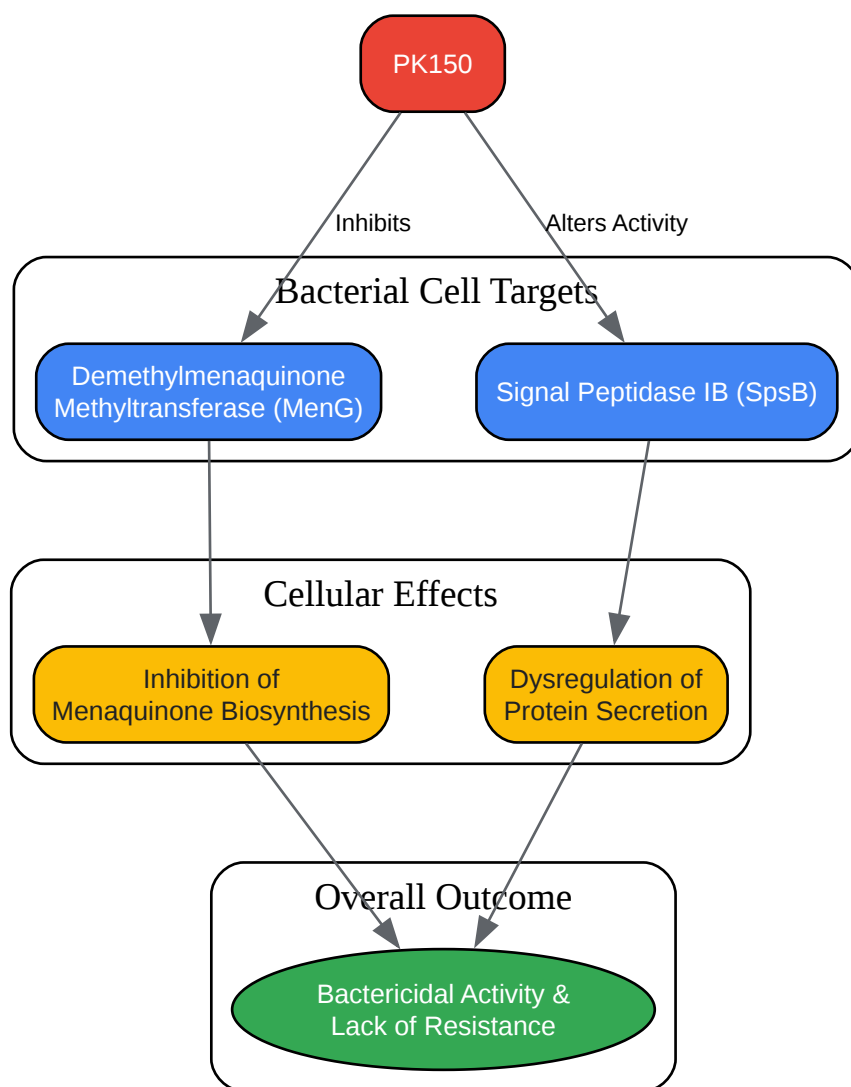 PK150
Inhibits
Alters Activity
Bacterial Cell Targets
Demethylmenaquinone
Methyltransferase (MenG)
Signal Peptidase IB (SpsB)
Cellular Effects
Inhibition of
Menaquinone Biosynthesis
Dysregulation of
Protein Secretion
Overall Outcome
Bactericidal Activity &
Lack of Resistance